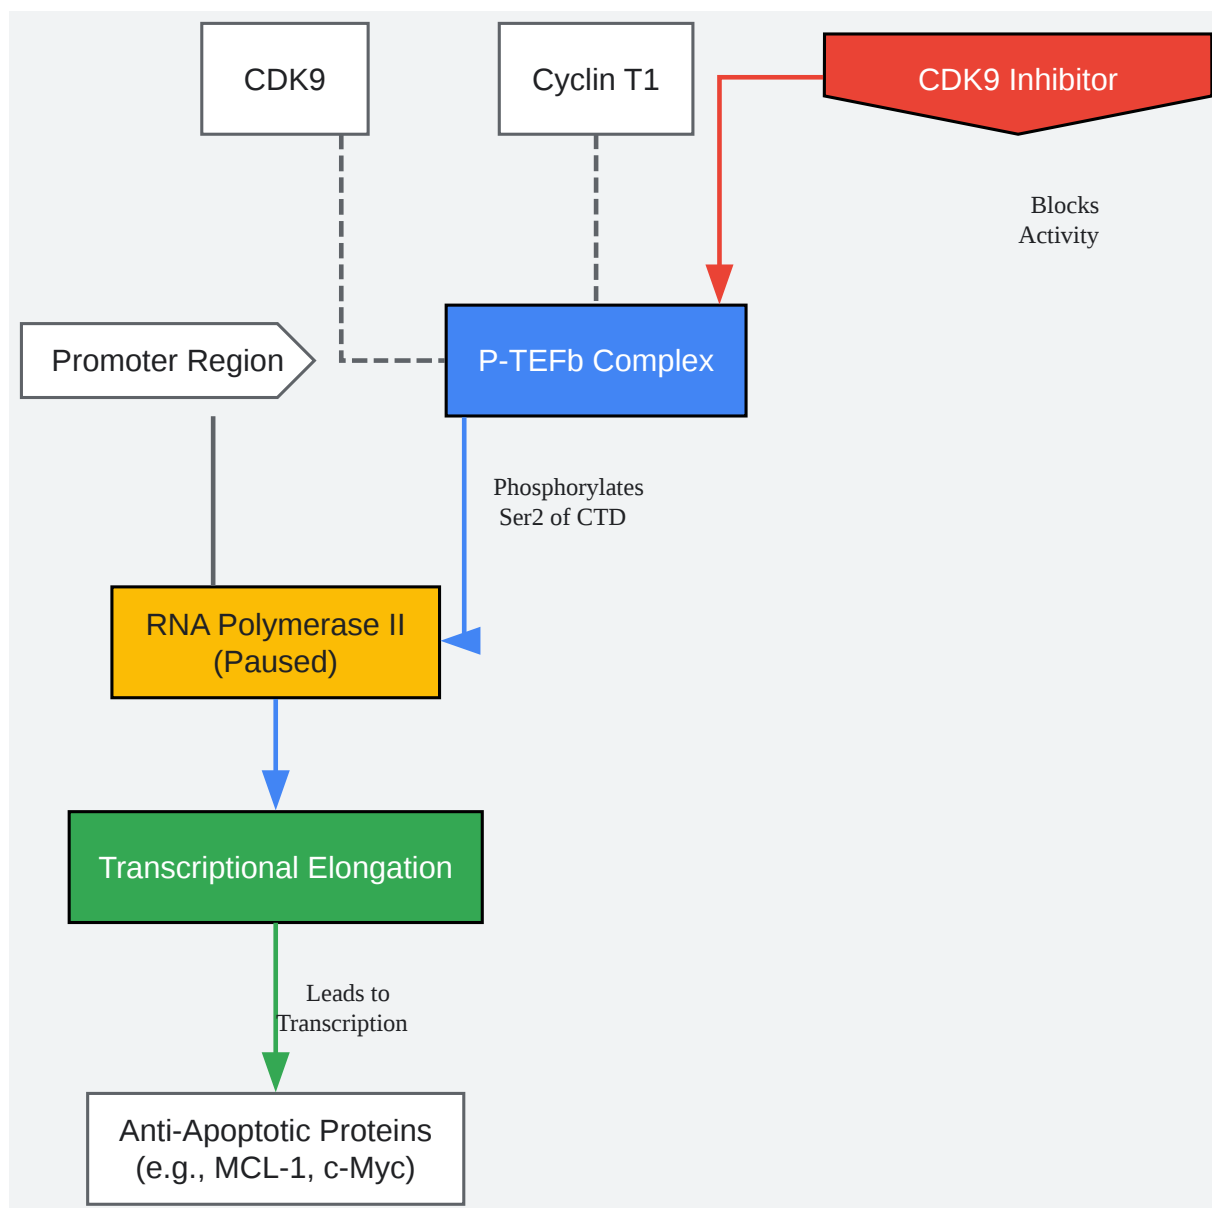 CDK9
Cyclin T1
CDK9 Inhibitor
Blocks
Activity
Promoter Region
P-TEFb Complex
Phosphorylates
Ser2 of CTD
RNA Polymerase II
(Paused)
Transcriptional Elongation
Leads to
Transcription
Anti-Apoptotic Proteins
(e.g., MCL-1, c-Myc)